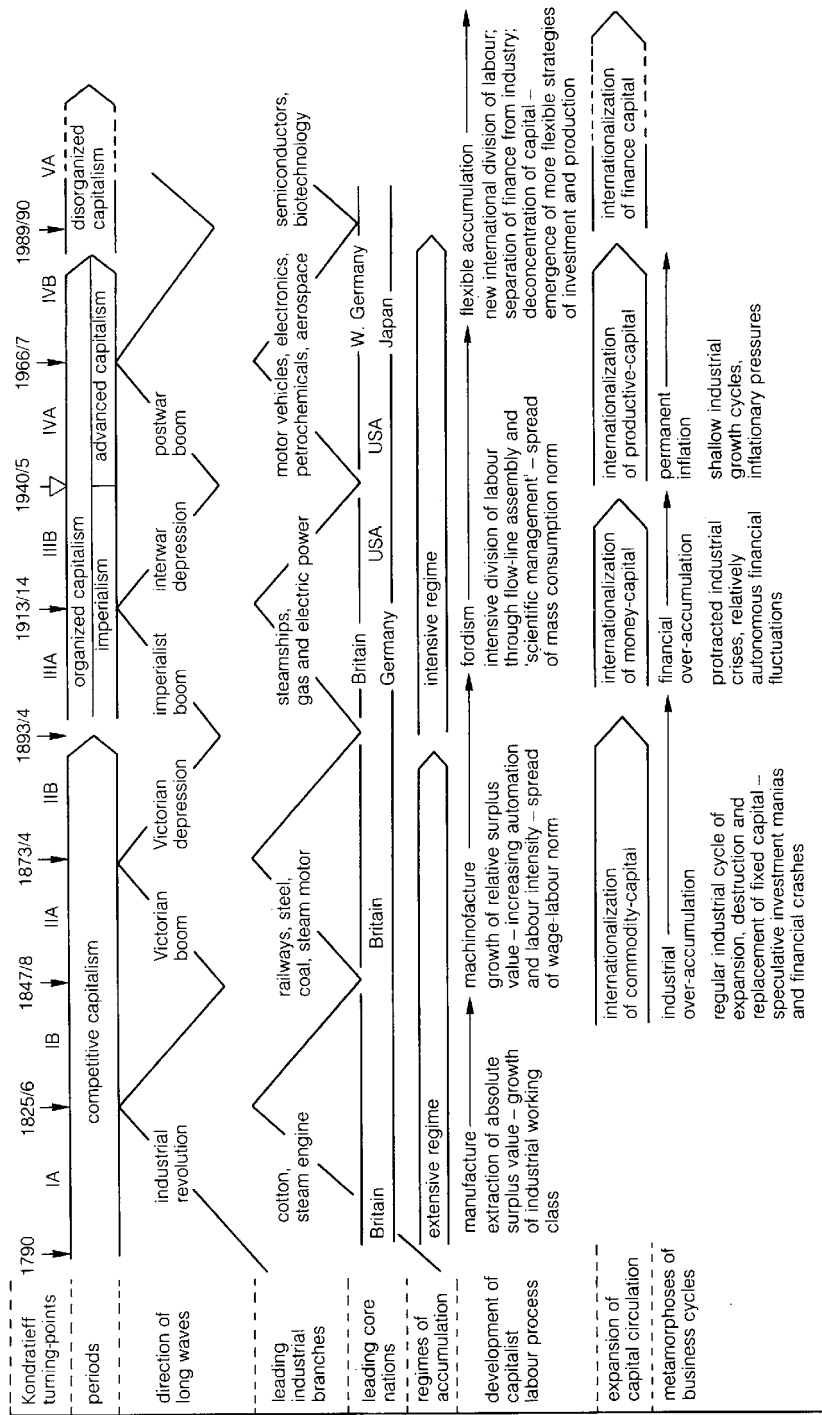 Kondratieff
turning-points
1790
IA
1825/6
IB
1847/8
IIA
1873/4
IIB
1893/4
IIIA
1913/14
IIIB
1940/5
IVA
1966/7
IVB
1989/90
VA
periods
competitive capitalism
organized capitalism
imperialism
advanced capitalism
disorganized
capitalism
direction of
long waves
industrial
revolution
Victorian
boom
Victorian
depression
imperialist
boom
interwar
depression
postwar
boom
leading
industrial
branches
cotton,
steam engine
railways, steel,
coal, steam motor
steamships,
gas and electric power
motor vehicles, electronics,
petrochemicals, aerospace
semiconductors,
biotechnology
leading core
nations
Britain
Britain
Britain
Germany
USA
USA
W. Germany
Japan
regimes of
accumulation
extensive regime
intensive regime
development of
capitalist
labour process
manufacture
extraction of absolute
surplus value – growth
of industrial working
class
machinofacture
growth of relative surplus
value – increasing automation
and labour intensity – spread
of wage-labour norm
fordism
intensive division of labour
through flow-line assembly and
'scientific management' – spread
of mass consumption norm
flexible accumulation
new international division of labour;
separation of finance from industry;
deconcentration of capital –
emergence of more flexible strategies
of investment and production
expansion of
capital circulation
internationalization
of commodity-capital
internationalization
of money-capital
internationalization
of productive-capital
internationalization
of finance capital
metamorphoses of
business cycles
industrial
over-accumulation
regular industrial cycle of
expansion, destruction and
replacement of fixed capital –
speculative investment manias
and financial crashes
financial
over-accumulation
protracted industrial
crises, relatively
autonomous financial
fluctuations
permanent
inflation
shallow industrial
growth cycles,
inflationary pressures